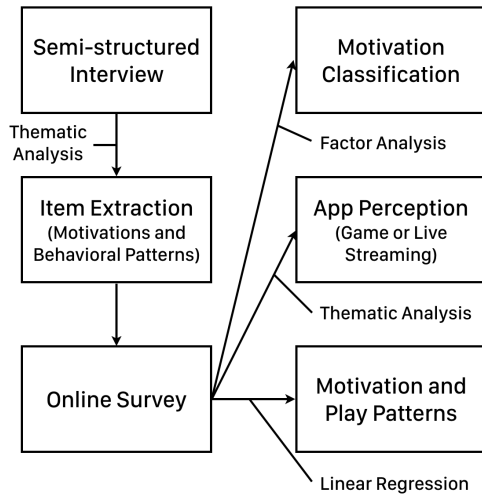 Semi-structured
Interview
Thematic
Analysis
Item Extraction
(Motivations and
Behavioral Patterns)
Online Survey
Motivation
Classification
Factor Analysis
App Perception
(Game or Live
Streaming)
Thematic Analysis
Motivation and
Play Patterns
Linear Regression